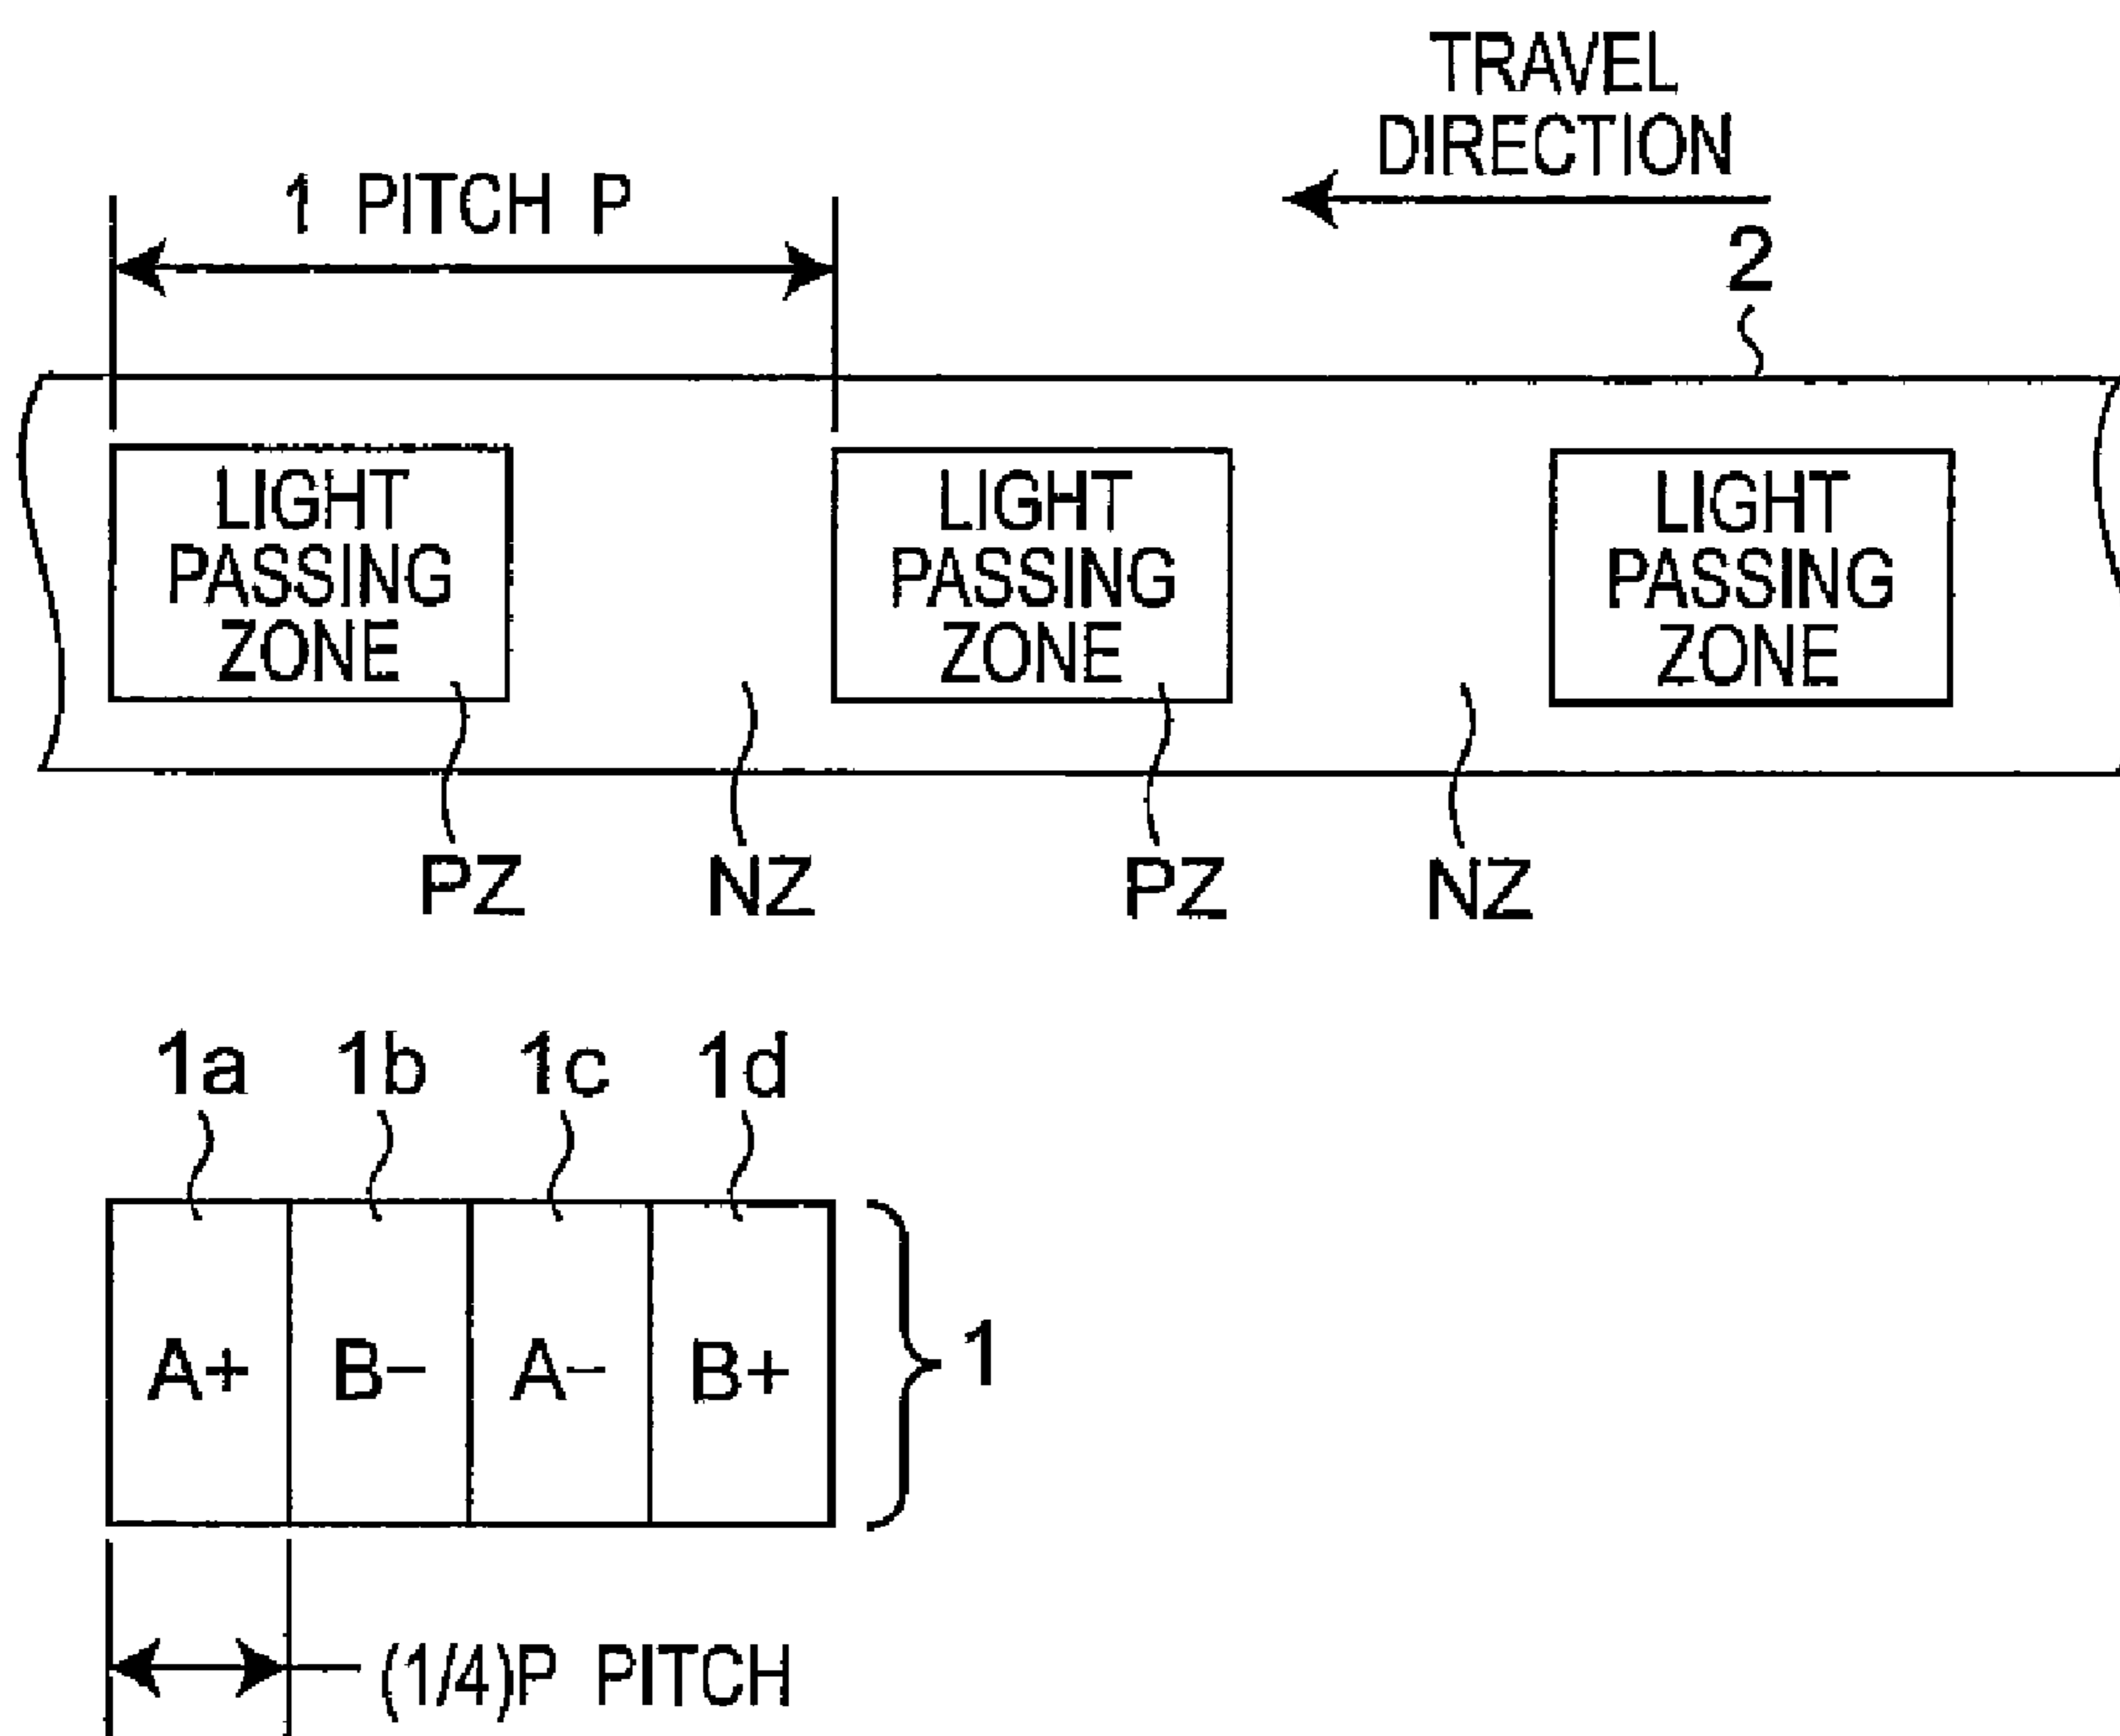 TRAVEL
DIRECTION
1 PITCH P
2
LIGHT
PASSING
ZONE
LIGHT
PASSING
ZONE
LIGHT
PASSING
ZONE
PZ NZ PZ NZ
1a 1b 1c 1d
A+ B− A− B+
1
(1/4)P PITCH